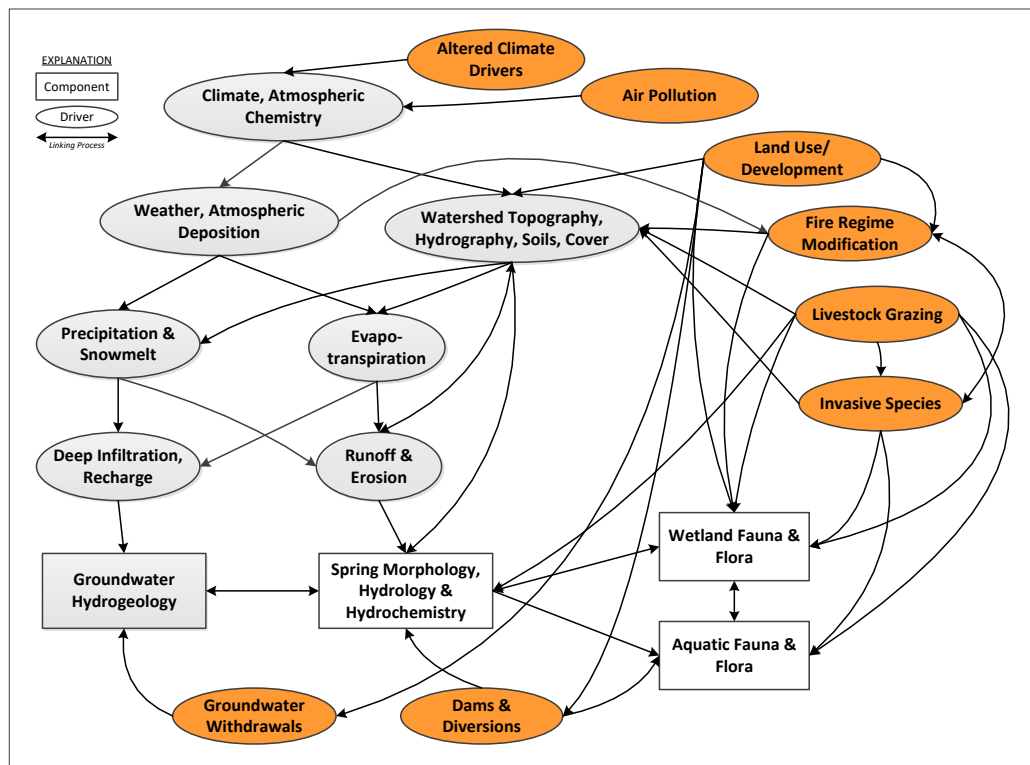 EXPLANATION
Component
Driver
Linking Process
Altered Climate
Drivers
Air Pollution
Climate, Atmospheric
Chemistry
Land Use/
Development
Weather, Atmospheric
Deposition
Watershed Topography,
Hydrography, Soils, Cover
Fire Regime
Modification
Precipitation &
Snowmelt
Evapo-
transpiration
Livestock Grazing
Invasive Species
Deep Infiltration,
Recharge
Runoff &
Erosion
Wetland Fauna &
Flora
Groundwater
Hydrogeology
Spring Morphology,
Hydrology &
Hydrochemistry
Aquatic Fauna &
Flora
Groundwater
Withdrawals
Dams &
Diversions